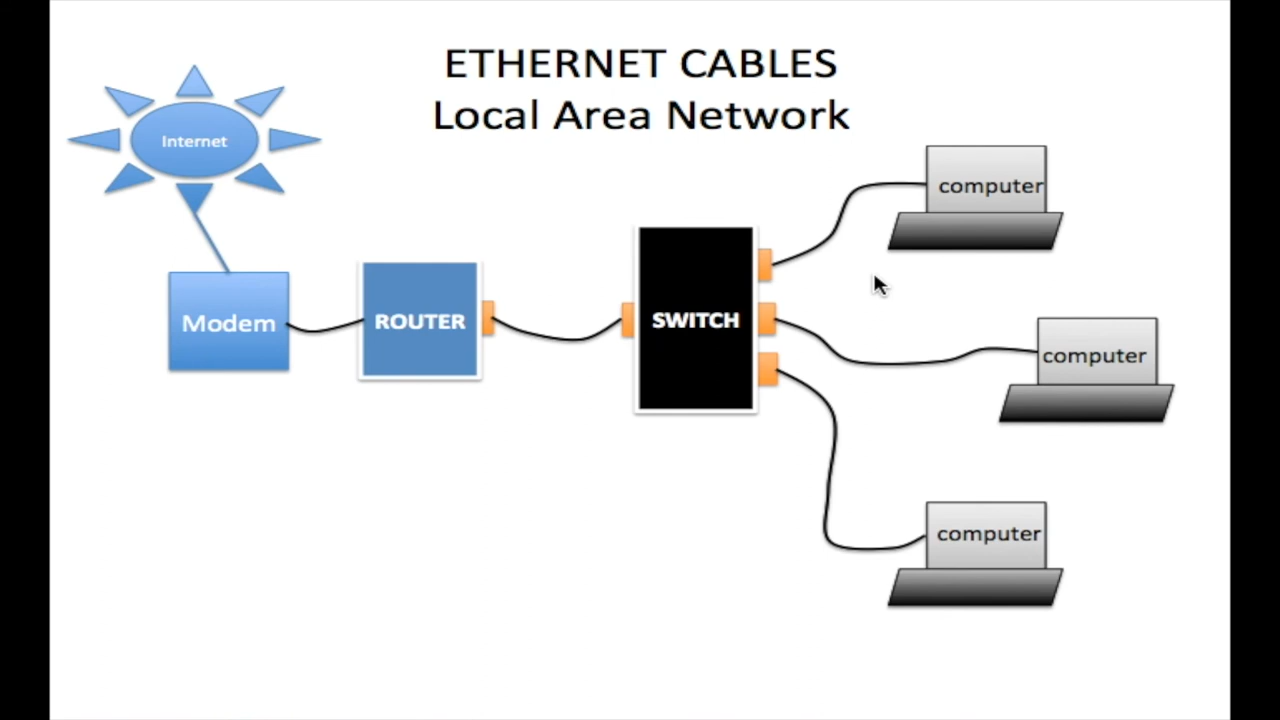 ETHERNET CABLES
Local Area Network
Internet
computer
Modem
ROUTER
SWITCH
computer
computer